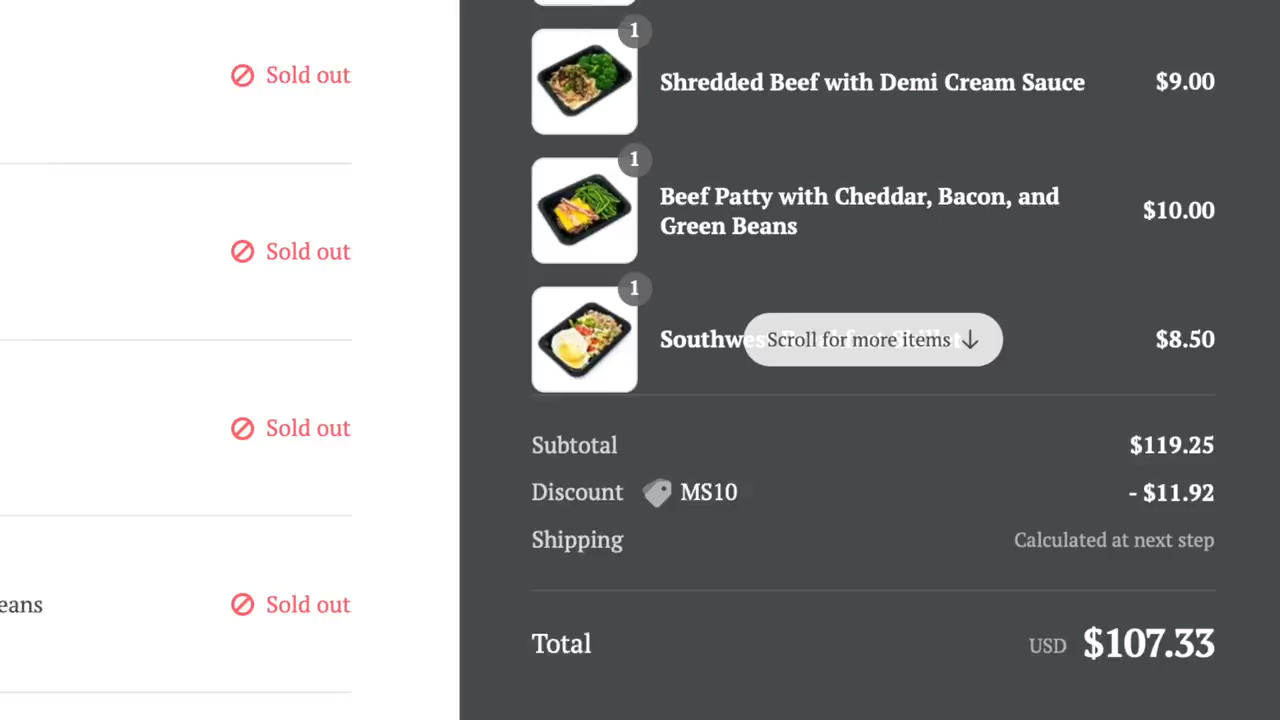 Sold out
Sold out
Sold out
eans
Sold out
1
Shredded Beef with Demi Cream Sauce
$9.00
1
Beef Patty with Cheddar, Bacon, and
Green Beans
$10.00
1
Southwes
Scroll for more items ↓
$8.50
Subtotal
$119.25
Discount
MS10
- $11.92
Shipping
Calculated at next step
Total
USD
$107.33